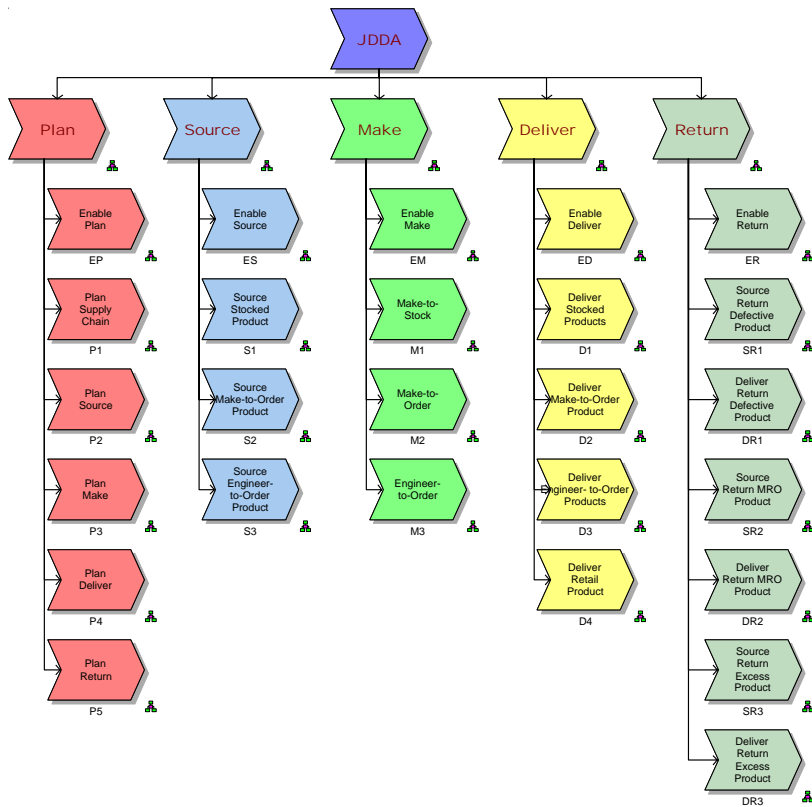 JDDA
Plan
Source
Make
Deliver
Return
Enable
Plan
EP
Plan
Supply
Chain
P1
Plan
Source
P2
Plan
Make
P3
Plan
Deliver
P4
Plan
Return
P5
Enable
Source
ES
Source
Stocked
Product
S1
Source
Make-to-Order
Product
S2
Source
Engineer-
to-Order
Product
S3
Enable
Make
EM
Make-to-
Stock
M1
Make-to-
Order
M2
Engineer-
to-Order
M3
Enable
Deliver
ED
Deliver
Stocked
Products
D1
Deliver
Make-to-Order
Product
D2
Deliver
Engineer- to-Order
Products
D3
Deliver
Retail
Product
D4
Enable
Return
ER
Source
Return
Defective
Product
SR1
Deliver
Return
Defective
Product
DR1
Source
Return MRO
Product
SR2
Deliver
Return MRO
Product
DR2
Source
Return
Excess
Product
SR3
Deliver
Return
Excess
Product
DR3